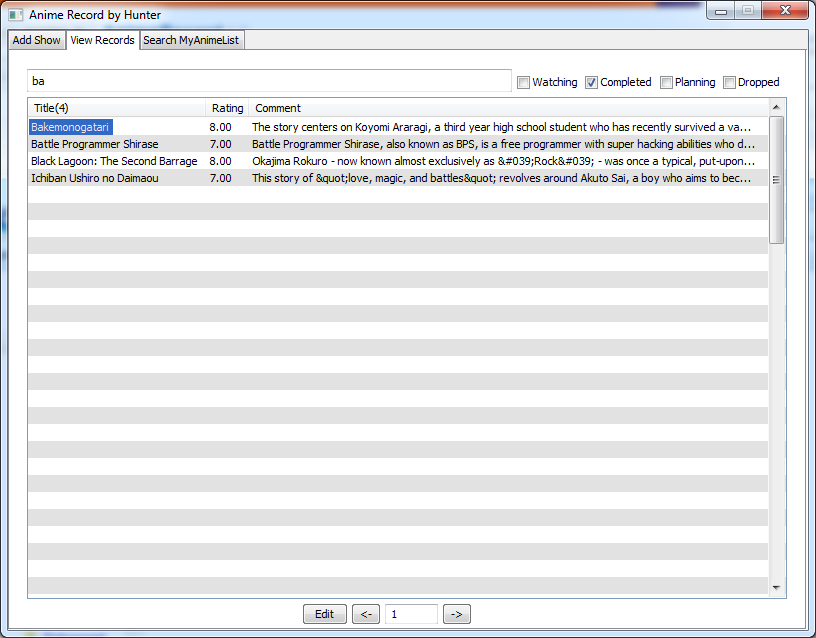 Anime Record by Hunter
Add Show View Records Search MyAnimeList
ba Watching Completed Planning Dropped
Title(4) Rating Comment
Bakemonogatari 8.00 The story centers on Koyomi Araragi, a third year high school student who has recently survived a va...
Battle Programmer Shirase 7.00 Battle Programmer Shirase, also known as BPS, is a free programmer with super hacking abilities who d...
Black Lagoon: The Second Barrage 8.00 Okajima Rokuro - now known almost exclusively as &#039;Rock&#039; - was once a typical, put-upon...
Ichiban Ushiro no Daimaou 7.00 This story of &quot;love, magic, and battles&quot; revolves around Akuto Sai, a boy who aims to bec...
Edit <- 1 ->